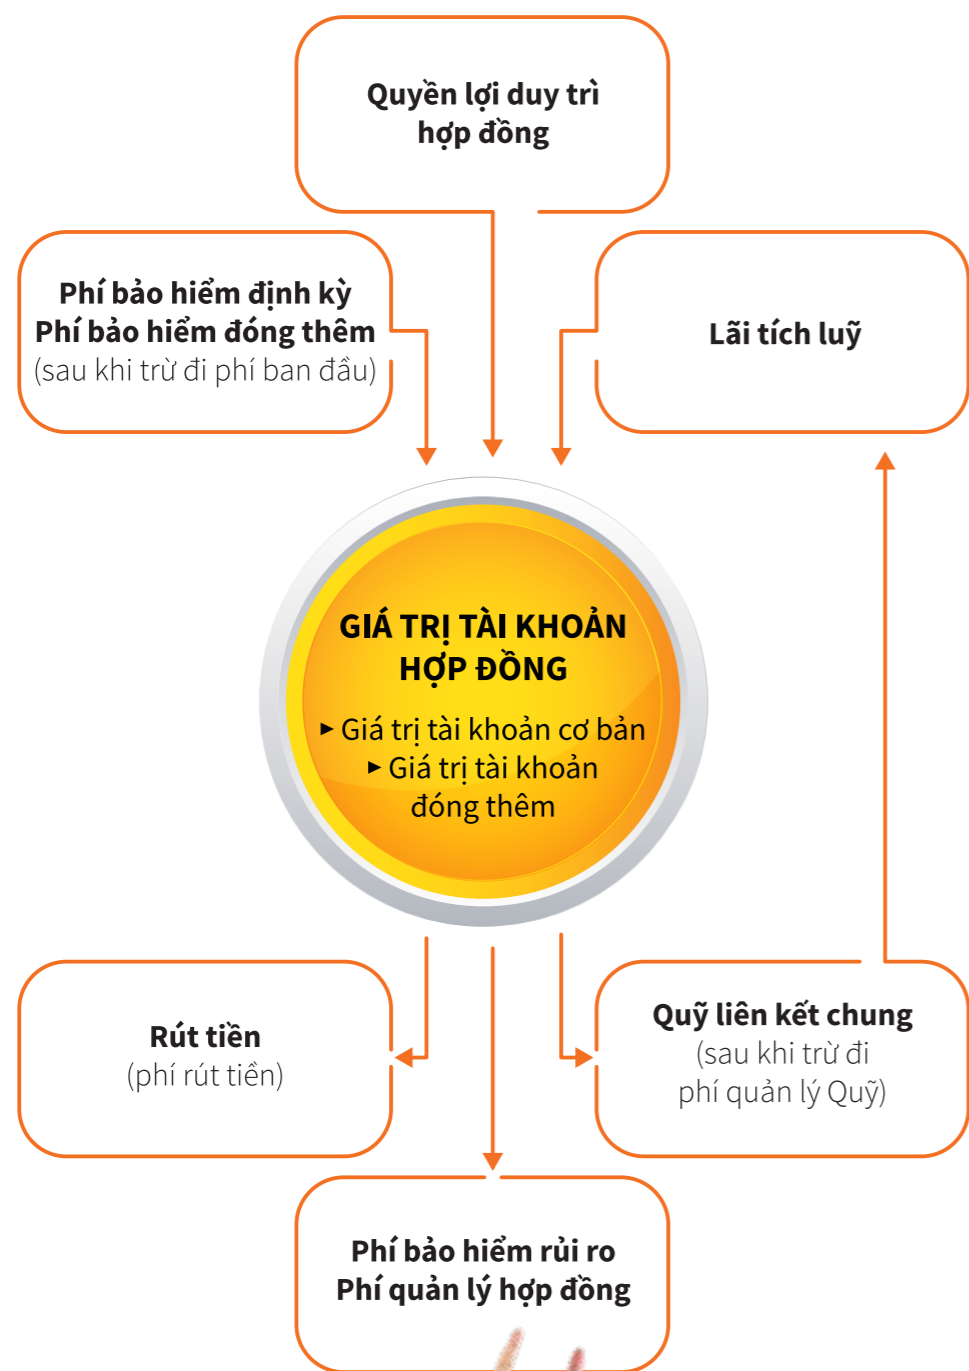 Quyền lợi duy trì
hợp đồng
Phí bảo hiểm định kỳ
Phí bảo hiểm đóng thêm
(sau khi trừ đi phí ban đầu)
Lãi tích luỹ
GIÁ TRỊ TÀI KHOẢN
HỢP ĐỒNG
► Giá trị tài khoản cơ bản
► Giá trị tài khoản
đóng thêm
Rút tiền
(phí rút tiền)
Quỹ liên kết chung
(sau khi trừ đi
phí quản lý Quỹ)
Phí bảo hiểm rủi ro
Phí quản lý hợp đồng